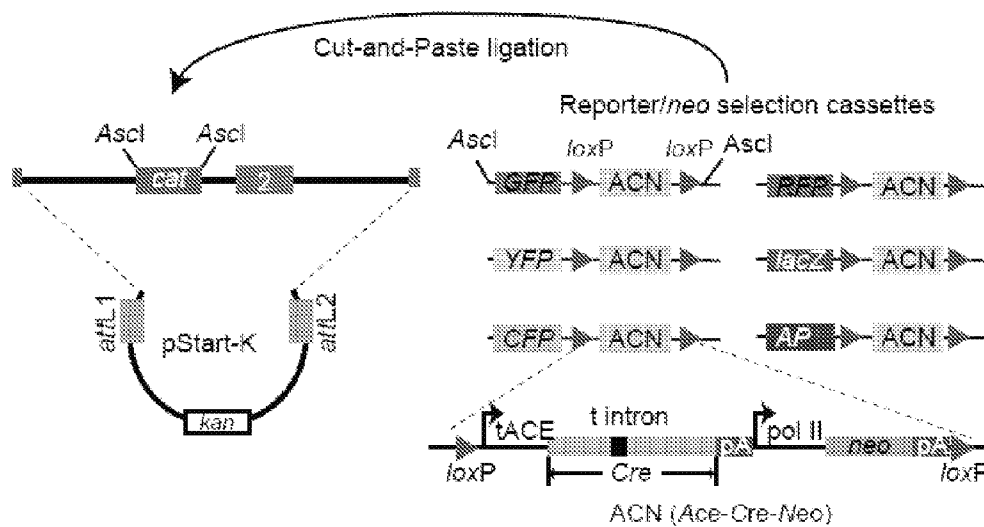 Cut-and-Paste ligation
Reporter/neo selection cassettes
AscI AscI
AscI loxP loxP AscI
cat 2
GFP ACN RFP ACN
YFP ACN lacZ ACN
attL1 pStart-K attL2
CFP ACN AP ACN
kan
tACE t intron pol II
pA neo pA
loxP Cre loxP
ACN (Ace-Cre-Neo)